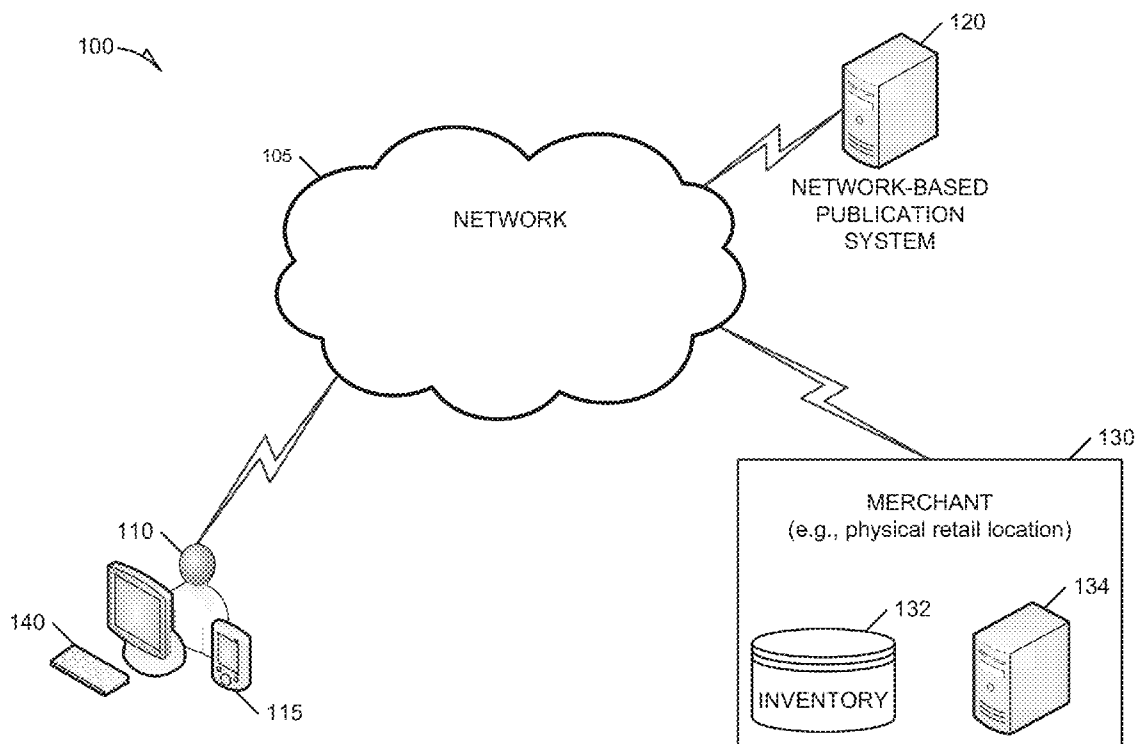 100
120
105
NETWORK
NETWORK-BASED
PUBLICATION
SYSTEM
130
MERCHANT
(e.g., physical retail location)
110
134
132
140
INVENTORY
115